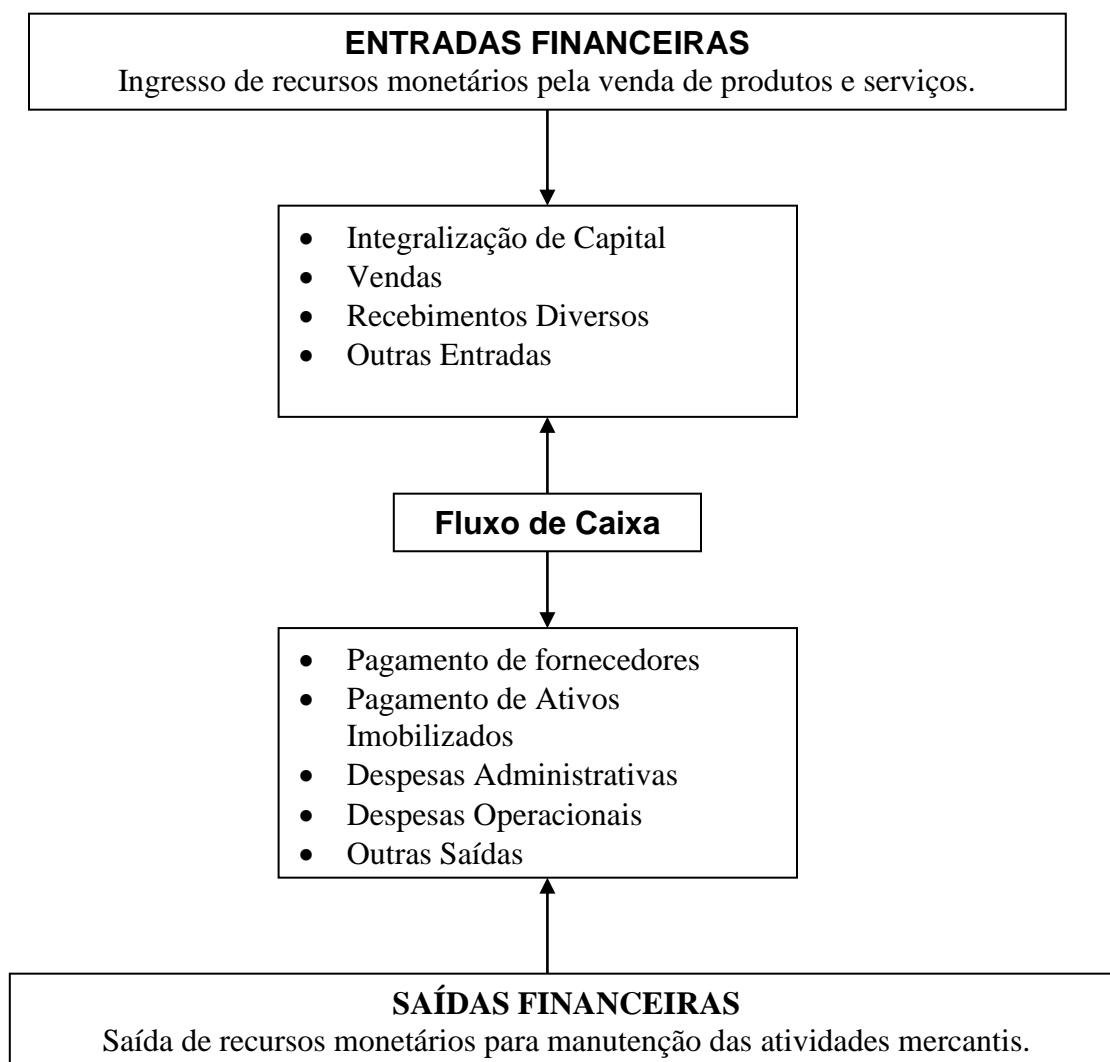 ENTRADAS FINANCEIRAS
Ingresso de recursos monetários pela venda de produtos e serviços.
• Integralização de Capital
• Vendas
• Recebimentos Diversos
• Outras Entradas
Fluxo de Caixa
• Pagamento de fornecedores
• Pagamento de Ativos
Imobilizados
• Despesas Administrativas
• Despesas Operacionais
• Outras Saídas
SAÍDAS FINANCEIRAS
Saída de recursos monetários para manutenção das atividades mercantis.